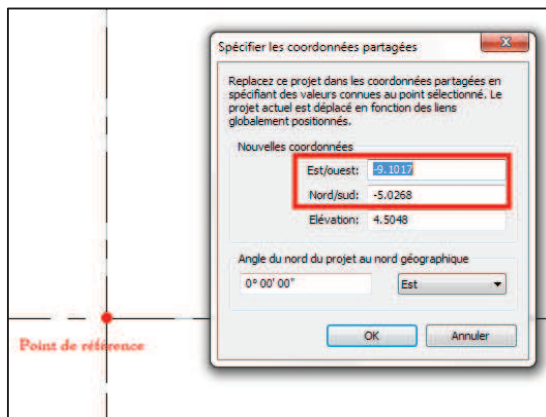 Spécifier les coordonnées partagées
Replacez ce projet dans les coordonnées partagées en
spécifiant des valeurs connues au point sélectionné. Le
projet actuel est déplacé en fonction des liens
globalement positionnés.
Nouvelles coordonnées
Est/ouest: -9.1017
Nord/sud: -5.0268
Elévation: 4.5048
Angle du nord du projet au nord géographique
0° 00' 00" Est
OK Annuler
Point de référence